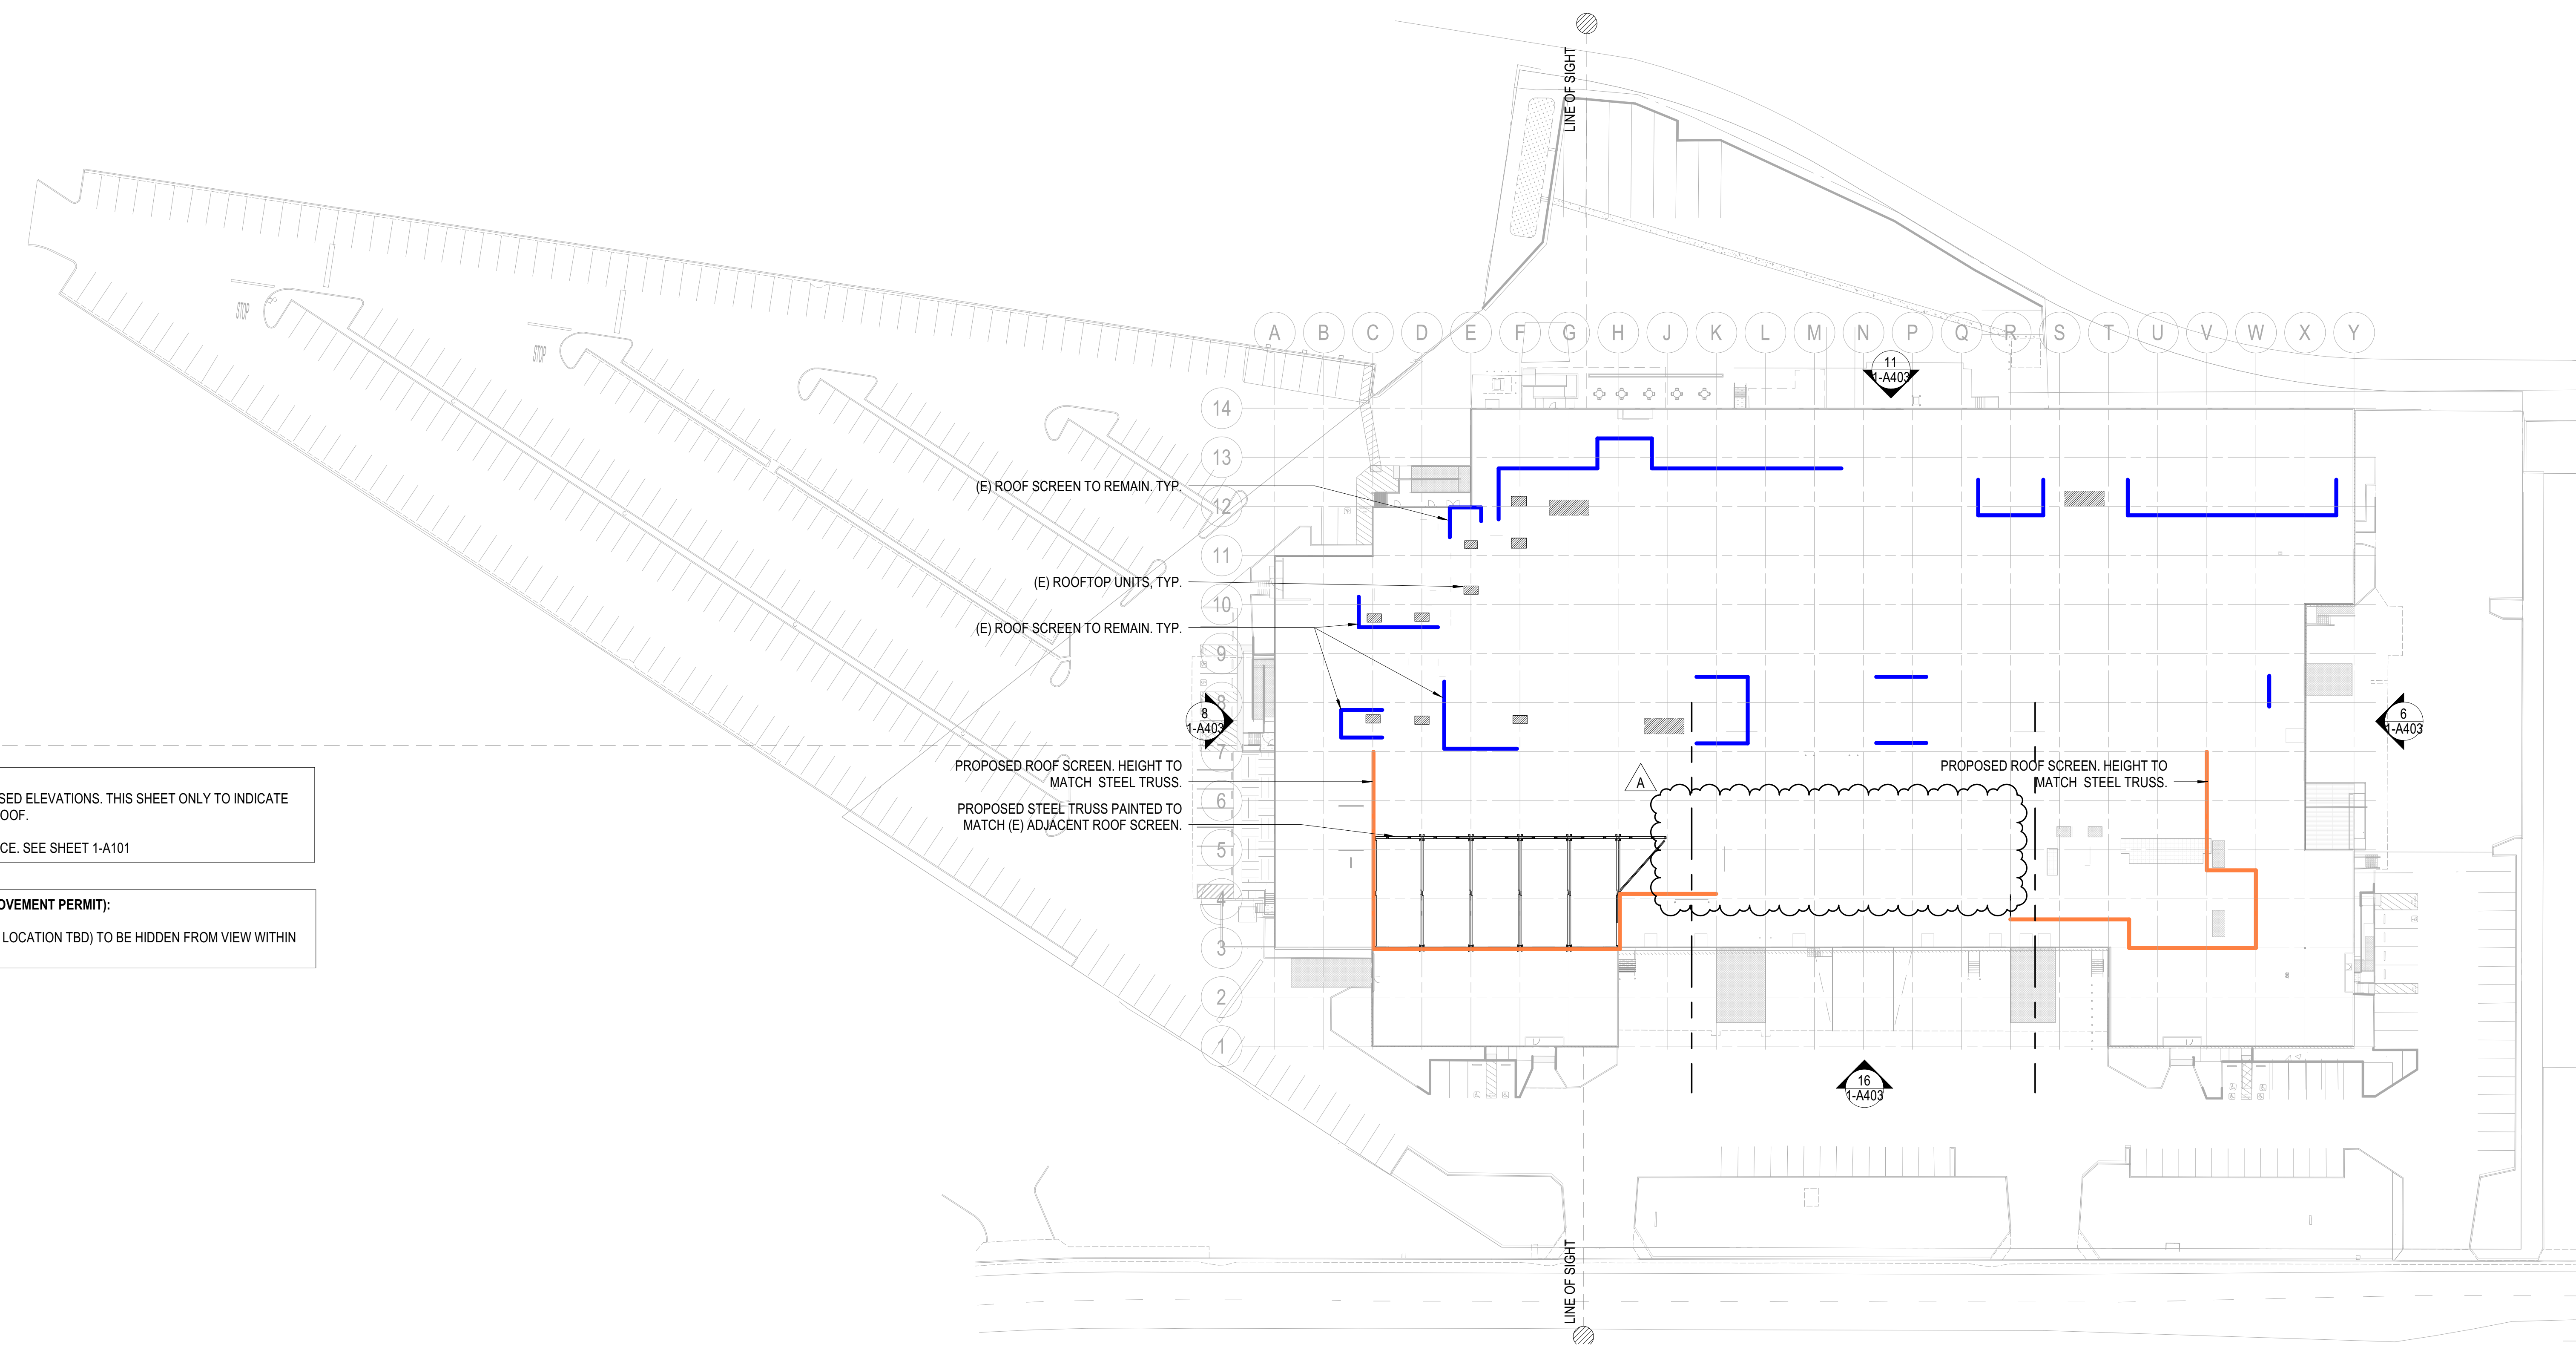 LINE OF SIGHT
STOP
STOP
A B C D E F G H J K L M N P Q R S T U V W X Y
11
1-A403
14
13
12
11
10
9
8
7
6
5
4
3
2
1
(E) ROOF SCREEN TO REMAIN. TYP.
(E) ROOFTOP UNITS, TYP.
(E) ROOF SCREEN TO REMAIN. TYP.
8
1-A403
6
1-A403
PROPOSED ROOF SCREEN. HEIGHT TO
MATCH STEEL TRUSS.
PROPOSED STEEL TRUSS PAINTED TO
MATCH (E) ADJACENT ROOF SCREEN.
A
PROPOSED ROOF SCREEN. HEIGHT TO
MATCH STEEL TRUSS.
SED ELEVATIONS. THIS SHEET ONLY TO INDICATE
OOF.
CE. SEE SHEET 1-A101
OVEMENT PERMIT):
LOCATION TBD) TO BE HIDDEN FROM VIEW WITHIN
16
1-A403
LINE OF SIGHT